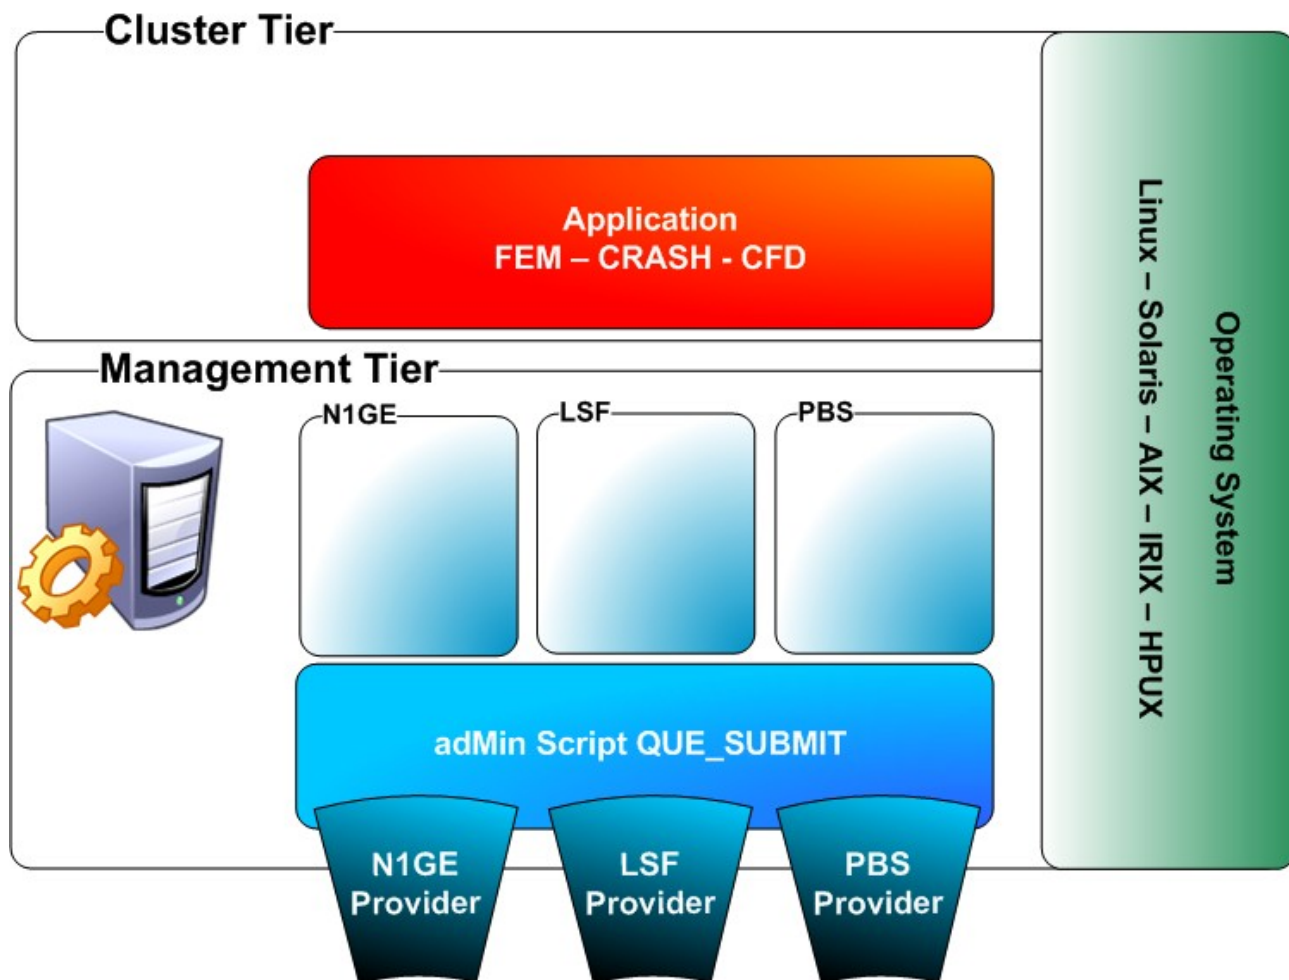 Cluster Tier
Application
FEM – CRASH - CFD
Management Tier
N1GE
LSF
PBS
adMin Script QUE_SUBMIT
N1GE
Provider
LSF
Provider
PBS
Provider
Operating System
Linux – Solaris – AIX – IRIX – HPUX